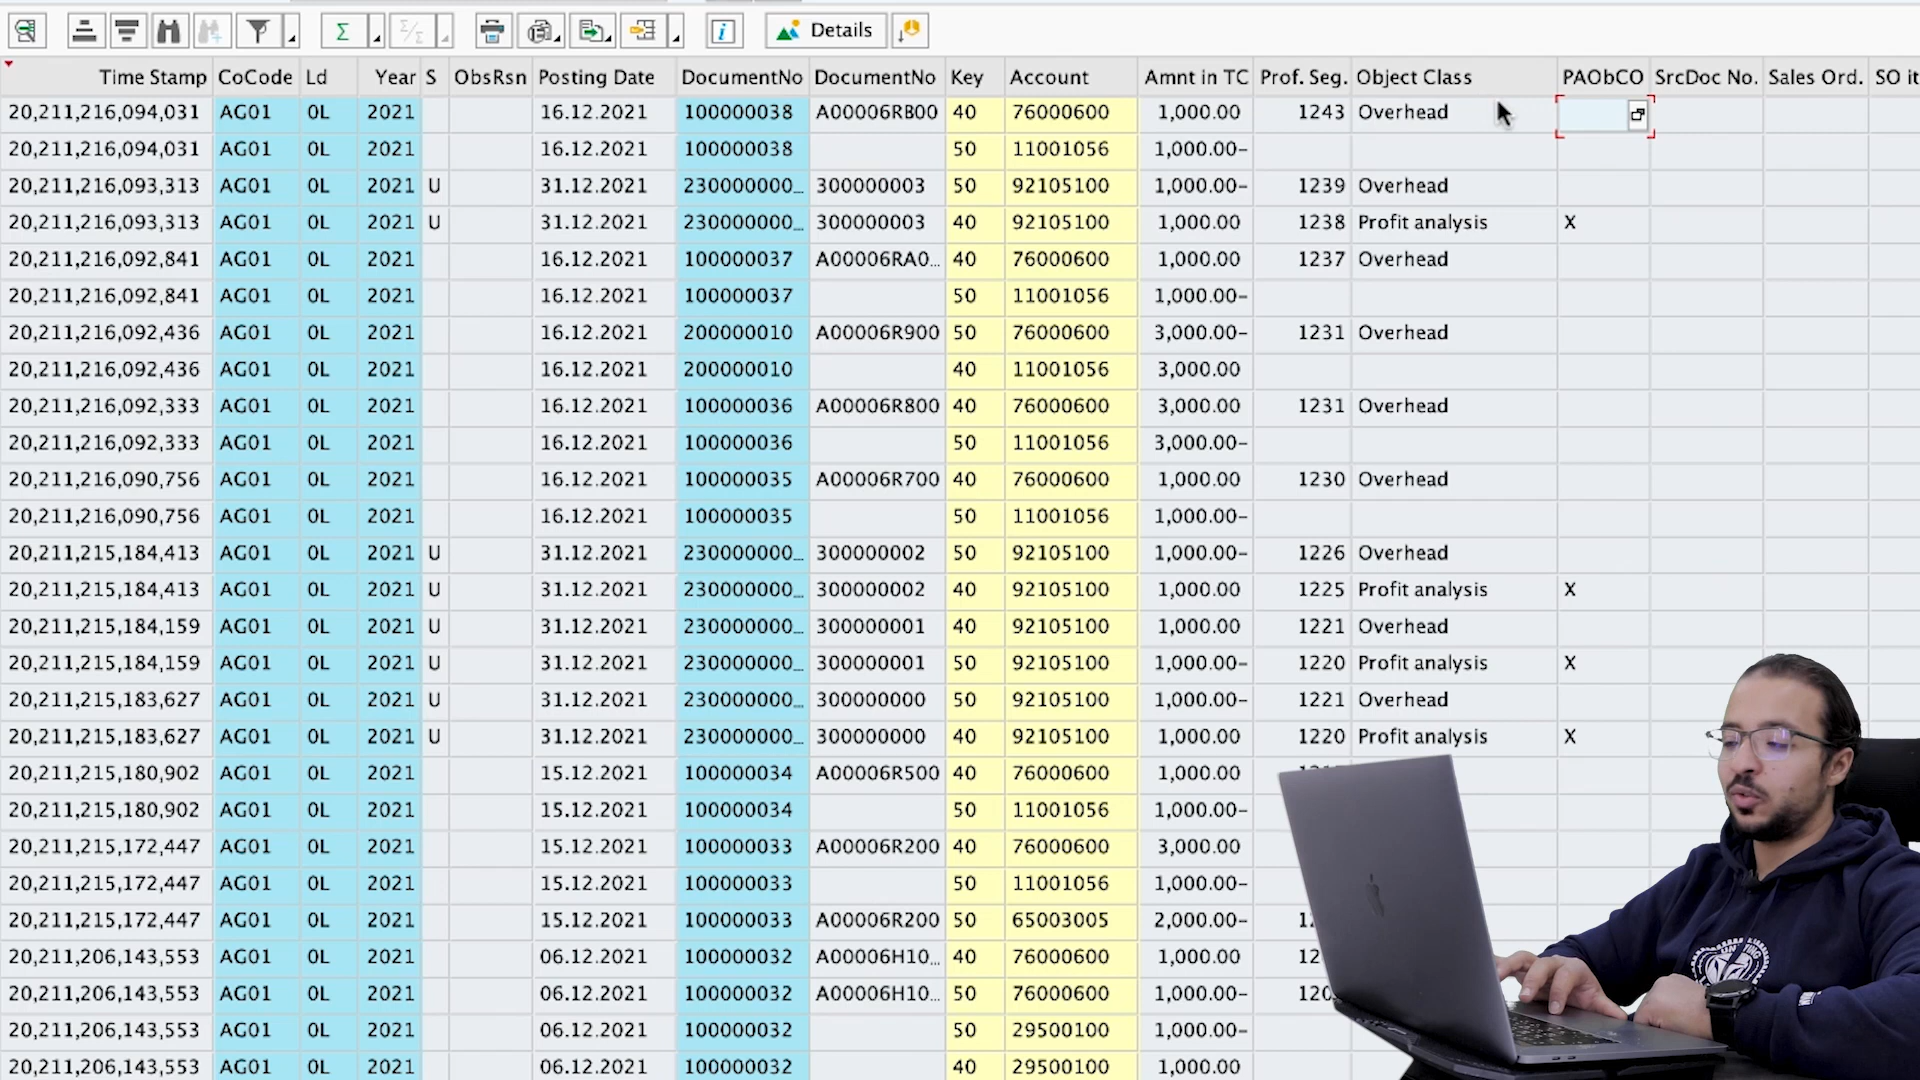 Details
Time Stamp CoCode Ld Year S ObsRsn Posting Date DocumentNo DocumentNo Key Account Amnt in TC Prof. Seg. Object Class PAObCO SrcDoc No. Sales Ord. SO it
20,211,216,094,031 AG01 0L 2021 16.12.2021 100000038 A00006RB00 40 76000600 1,000.00 1243 Overhead
20,211,216,094,031 AG01 0L 2021 16.12.2021 100000038 50 11001056 1,000.00-
20,211,216,093,313 AG01 0L 2021 U 31.12.2021 230000000... 300000003 50 92105100 1,000.00- 1239 Overhead
20,211,216,093,313 AG01 0L 2021 U 31.12.2021 230000000... 300000003 40 92105100 1,000.00 1238 Profit analysis X
20,211,216,092,841 AG01 0L 2021 16.12.2021 100000037 A00006RA0... 40 76000600 1,000.00 1237 Overhead
20,211,216,092,841 AG01 0L 2021 16.12.2021 100000037 50 11001056 1,000.00-
20,211,216,092,436 AG01 0L 2021 16.12.2021 200000010 A00006R900 50 76000600 3,000.00- 1231 Overhead
20,211,216,092,436 AG01 0L 2021 16.12.2021 200000010 40 11001056 3,000.00
20,211,216,092,333 AG01 0L 2021 16.12.2021 100000036 A00006R800 40 76000600 3,000.00 1231 Overhead
20,211,216,092,333 AG01 0L 2021 16.12.2021 100000036 50 11001056 3,000.00-
20,211,216,090,756 AG01 0L 2021 16.12.2021 100000035 A00006R700 40 76000600 1,000.00 1230 Overhead
20,211,216,090,756 AG01 0L 2021 16.12.2021 100000035 50 11001056 1,000.00-
20,211,215,184,413 AG01 0L 2021 U 31.12.2021 230000000... 300000002 50 92105100 1,000.00- 1226 Overhead
20,211,215,184,413 AG01 0L 2021 U 31.12.2021 230000000... 300000002 40 92105100 1,000.00 1225 Profit analysis X
20,211,215,184,159 AG01 0L 2021 U 31.12.2021 230000000... 300000001 40 92105100 1,000.00 1221 Overhead
20,211,215,184,159 AG01 0L 2021 U 31.12.2021 230000000... 300000001 50 92105100 1,000.00- 1220 Profit analysis X
20,211,215,183,627 AG01 0L 2021 U 31.12.2021 230000000... 300000000 50 92105100 1,000.00- 1221 Overhead
20,211,215,183,627 AG01 0L 2021 U 31.12.2021 230000000... 300000000 40 92105100 1,000.00 1220 Profit analysis X
20,211,215,180,902 AG01 0L 2021 15.12.2021 100000034 A00006R500 40 76000600 1,000.00
20,211,215,180,902 AG01 0L 2021 15.12.2021 100000034 50 11001056 1,000.00-
20,211,215,172,447 AG01 0L 2021 15.12.2021 100000033 A00006R200 40 76000600 3,000.00
20,211,215,172,447 AG01 0L 2021 15.12.2021 100000033 50 11001056 1,000.00-
20,211,215,172,447 AG01 0L 2021 15.12.2021 100000033 A00006R200 50 65003005 2,000.00-
20,211,206,143,553 AG01 0L 2021 06.12.2021 100000032 A00006H10... 40 76000600 1,000.00
20,211,206,143,553 AG01 0L 2021 06.12.2021 100000032 A00006H10... 50 76000600 1,000.00-
20,211,206,143,553 AG01 0L 2021 06.12.2021 100000032 50 29500100 1,000.00-
20,211,206,143,553 AG01 0L 2021 06.12.2021 100000032 40 29500100 1,000.00